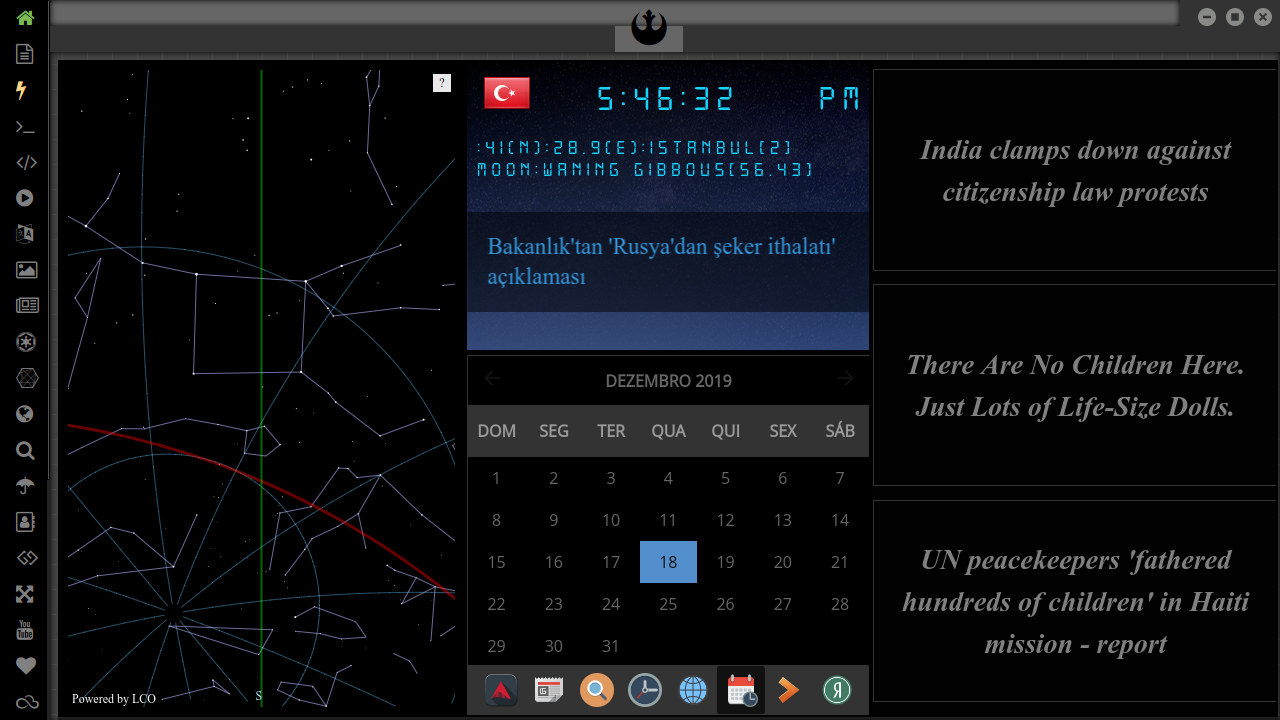 ?
Powered by LCO
S
5:46:32 PM
:41(N):28.9(E):ISTANBUL(2)
MOON:WANING GIBBOUS(56.43)
Bakanlık'tan 'Rusya'dan şeker ithalatı'
açıklaması
DEZEMBRO 2019
DOM SEG TER QUA QUI SEX SÁB
1 2 3 4 5 6 7
8 9 10 11 12 13 14
15 16 17 18 19 20 21
22 23 24 25 26 27 28
29 30 31
India clamps down against
citizenship law protests
There Are No Children Here.
Just Lots of Life-Size Dolls.
UN peacekeepers 'fathered
hundreds of children' in Haiti
mission - report
You
Tube
Я